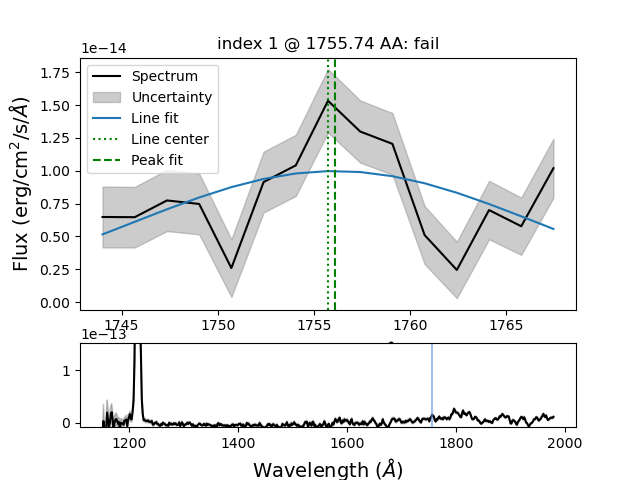 index 1 @ 1755.74 AA: fail
1e−14
Spectrum
Uncertainty
Line fit
Line center
Peak fit
Flux (erg/cm²/s/Å)
1.75
1.50
1.25
1.00
0.75
0.50
0.25
0.00
1745 1750 1755 1760 1765
1e−13
1
0
1200 1400 1600 1800 2000
Wavelength (Å)